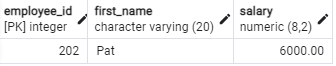 employee_id first_name salary
[PK] integer character varying (20) numeric (8,2)
202 Pat 6000.00